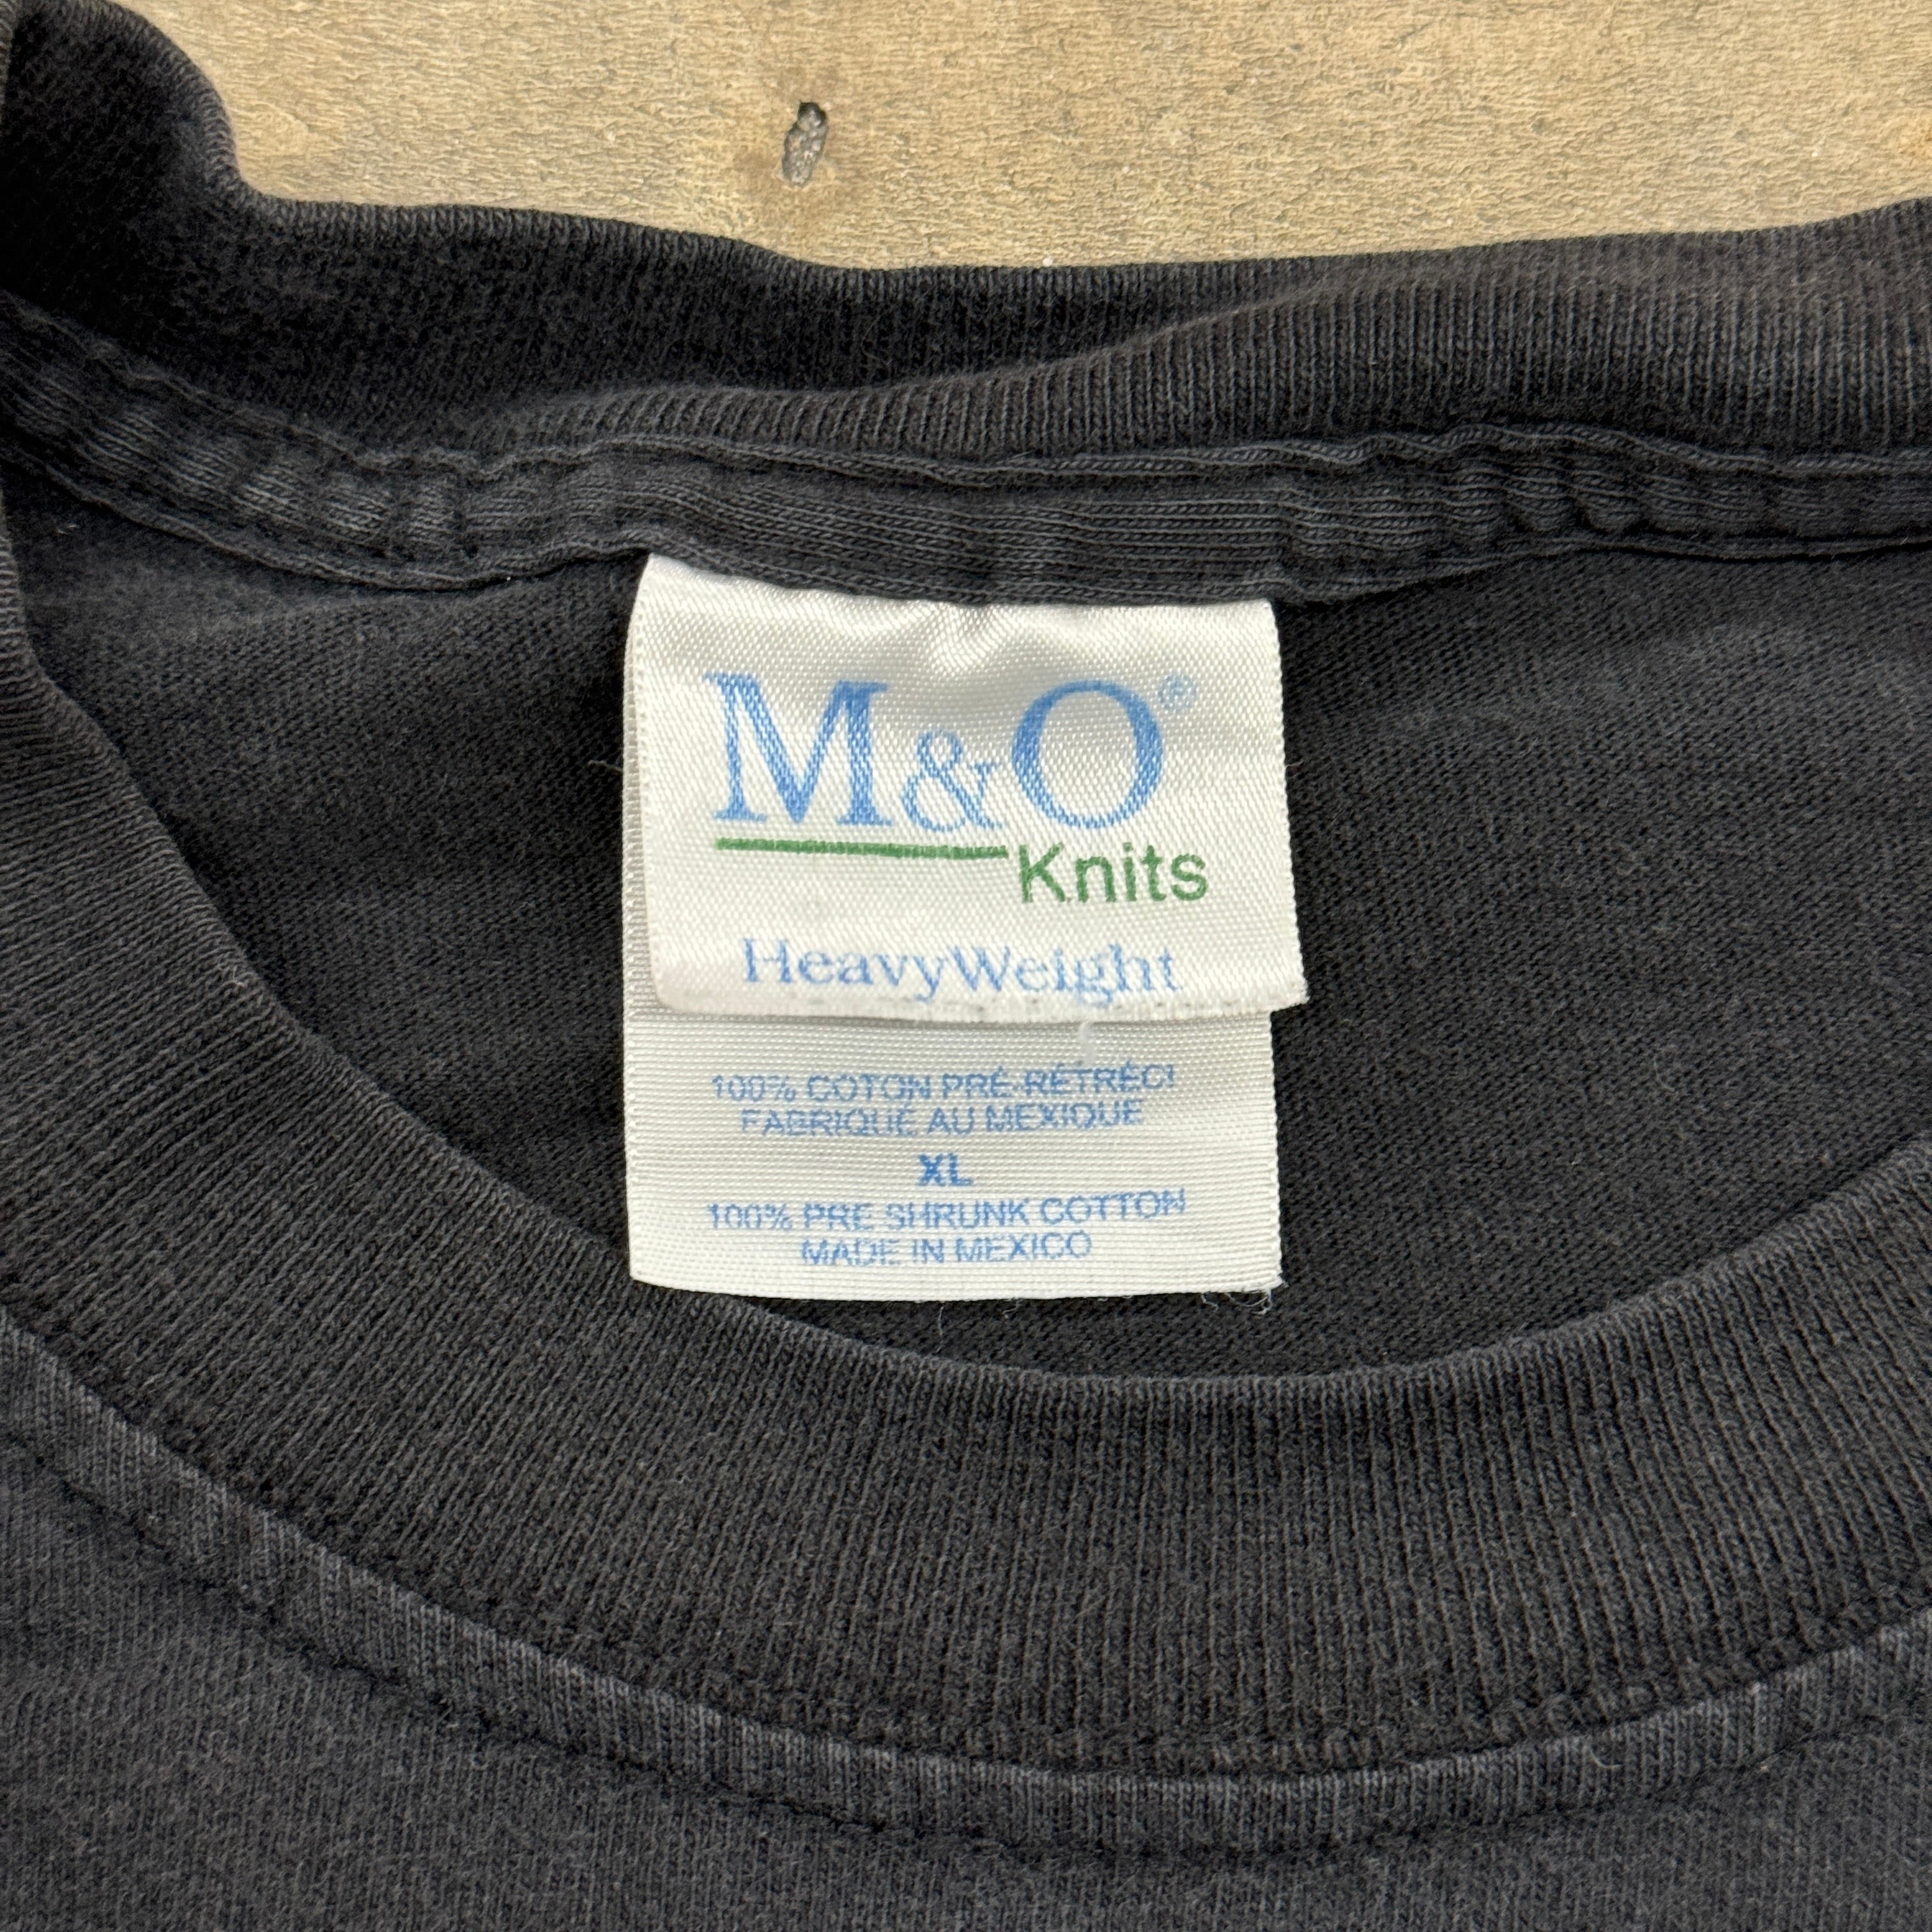 M&O®
Knits
HeavyWeight
100% COTON PRÉ-RÉTRÉCI
FABRIQUÉ AU MEXIQUE
XL
100% PRE SHRUNK COTTON
MADE IN MEXICO